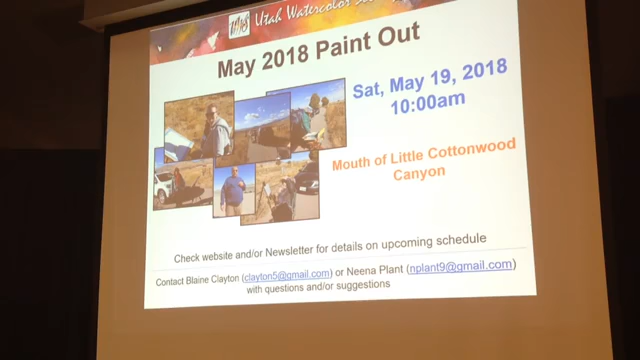 Utah Watercolor
May 2018 Paint Out
Sat, May 19, 2018
10:00am
Mouth of Little Cottonwood
Canyon
Check website and/or Newsletter for details on upcoming schedule
Contact Blaine Clayton (clayton5@gmail.com) or Neena Plant (nplant9@gmail.com)
with questions and/or suggestions